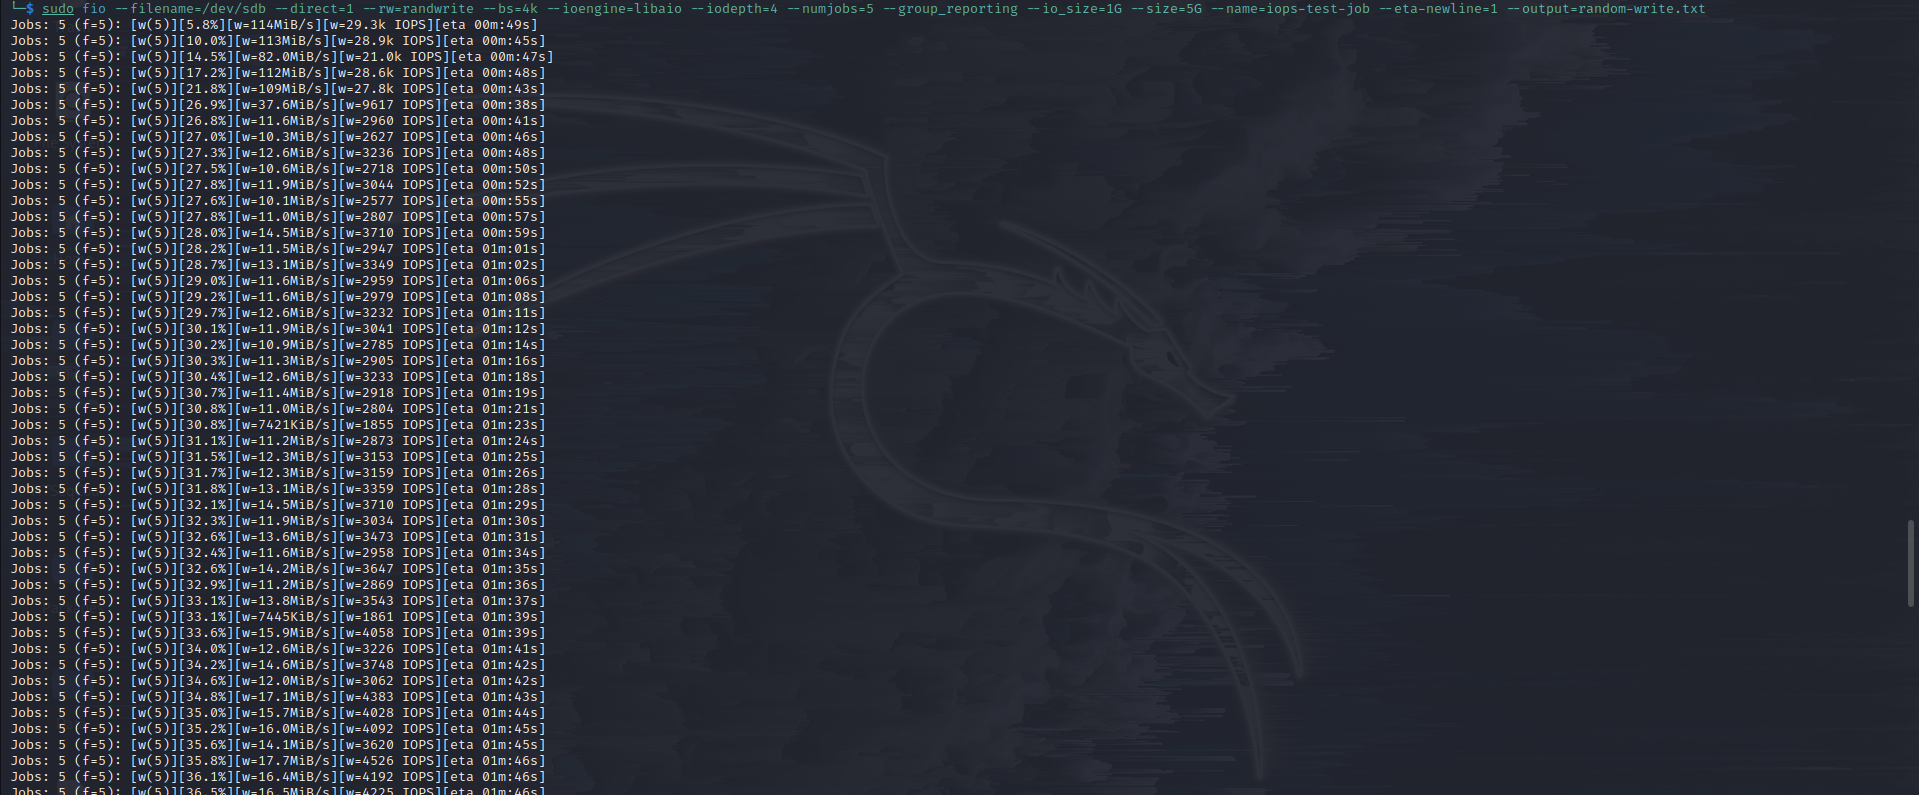 └─$ sudo fio --filename=/dev/sdb --direct=1 --rw=randwrite --bs=4k --ioengine=libaio --iodepth=4 --numjobs=5 --group_reporting --io_size=1G --size=5G --name=iops-test-job --eta-newline=1 --output=random-write.txt
Jobs: 5 (f=5): [w(5)][5.8%][w=114MiB/s][w=29.3k IOPS][eta 00m:49s]
Jobs: 5 (f=5): [w(5)][10.0%][w=113MiB/s][w=28.9k IOPS][eta 00m:45s]
Jobs: 5 (f=5): [w(5)][14.5%][w=82.0MiB/s][w=21.0k IOPS][eta 00m:47s]
Jobs: 5 (f=5): [w(5)][17.2%][w=112MiB/s][w=28.6k IOPS][eta 00m:48s]
Jobs: 5 (f=5): [w(5)][21.8%][w=109MiB/s][w=27.8k IOPS][eta 00m:43s]
Jobs: 5 (f=5): [w(5)][26.9%][w=37.6MiB/s][w=9617 IOPS][eta 00m:38s]
Jobs: 5 (f=5): [w(5)][26.8%][w=11.6MiB/s][w=2960 IOPS][eta 00m:41s]
Jobs: 5 (f=5): [w(5)][27.0%][w=10.3MiB/s][w=2627 IOPS][eta 00m:46s]
Jobs: 5 (f=5): [w(5)][27.3%][w=12.6MiB/s][w=3236 IOPS][eta 00m:48s]
Jobs: 5 (f=5): [w(5)][27.5%][w=10.6MiB/s][w=2718 IOPS][eta 00m:50s]
Jobs: 5 (f=5): [w(5)][27.8%][w=11.9MiB/s][w=3044 IOPS][eta 00m:52s]
Jobs: 5 (f=5): [w(5)][27.6%][w=10.1MiB/s][w=2577 IOPS][eta 00m:55s]
Jobs: 5 (f=5): [w(5)][27.8%][w=11.0MiB/s][w=2807 IOPS][eta 00m:57s]
Jobs: 5 (f=5): [w(5)][28.0%][w=14.5MiB/s][w=3710 IOPS][eta 00m:59s]
Jobs: 5 (f=5): [w(5)][28.2%][w=11.5MiB/s][w=2947 IOPS][eta 01m:01s]
Jobs: 5 (f=5): [w(5)][28.7%][w=13.1MiB/s][w=3349 IOPS][eta 01m:02s]
Jobs: 5 (f=5): [w(5)][29.0%][w=11.6MiB/s][w=2959 IOPS][eta 01m:06s]
Jobs: 5 (f=5): [w(5)][29.2%][w=11.6MiB/s][w=2979 IOPS][eta 01m:08s]
Jobs: 5 (f=5): [w(5)][29.7%][w=12.6MiB/s][w=3232 IOPS][eta 01m:11s]
Jobs: 5 (f=5): [w(5)][30.1%][w=11.9MiB/s][w=3041 IOPS][eta 01m:12s]
Jobs: 5 (f=5): [w(5)][30.2%][w=10.9MiB/s][w=2785 IOPS][eta 01m:14s]
Jobs: 5 (f=5): [w(5)][30.3%][w=11.3MiB/s][w=2905 IOPS][eta 01m:16s]
Jobs: 5 (f=5): [w(5)][30.4%][w=12.6MiB/s][w=3233 IOPS][eta 01m:18s]
Jobs: 5 (f=5): [w(5)][30.7%][w=11.4MiB/s][w=2918 IOPS][eta 01m:19s]
Jobs: 5 (f=5): [w(5)][30.8%][w=11.0MiB/s][w=2804 IOPS][eta 01m:21s]
Jobs: 5 (f=5): [w(5)][30.8%][w=7421KiB/s][w=1855 IOPS][eta 01m:23s]
Jobs: 5 (f=5): [w(5)][31.1%][w=11.2MiB/s][w=2873 IOPS][eta 01m:24s]
Jobs: 5 (f=5): [w(5)][31.5%][w=12.3MiB/s][w=3153 IOPS][eta 01m:25s]
Jobs: 5 (f=5): [w(5)][31.7%][w=12.3MiB/s][w=3159 IOPS][eta 01m:26s]
Jobs: 5 (f=5): [w(5)][31.8%][w=13.1MiB/s][w=3359 IOPS][eta 01m:28s]
Jobs: 5 (f=5): [w(5)][32.1%][w=14.5MiB/s][w=3710 IOPS][eta 01m:29s]
Jobs: 5 (f=5): [w(5)][32.3%][w=11.9MiB/s][w=3034 IOPS][eta 01m:30s]
Jobs: 5 (f=5): [w(5)][32.6%][w=13.6MiB/s][w=3473 IOPS][eta 01m:31s]
Jobs: 5 (f=5): [w(5)][32.4%][w=11.6MiB/s][w=2958 IOPS][eta 01m:34s]
Jobs: 5 (f=5): [w(5)][32.6%][w=14.2MiB/s][w=3647 IOPS][eta 01m:35s]
Jobs: 5 (f=5): [w(5)][32.9%][w=11.2MiB/s][w=2869 IOPS][eta 01m:36s]
Jobs: 5 (f=5): [w(5)][33.1%][w=13.8MiB/s][w=3543 IOPS][eta 01m:37s]
Jobs: 5 (f=5): [w(5)][33.1%][w=7445KiB/s][w=1861 IOPS][eta 01m:39s]
Jobs: 5 (f=5): [w(5)][33.6%][w=15.9MiB/s][w=4058 IOPS][eta 01m:39s]
Jobs: 5 (f=5): [w(5)][34.0%][w=12.6MiB/s][w=3226 IOPS][eta 01m:41s]
Jobs: 5 (f=5): [w(5)][34.2%][w=14.6MiB/s][w=3748 IOPS][eta 01m:42s]
Jobs: 5 (f=5): [w(5)][34.6%][w=12.0MiB/s][w=3062 IOPS][eta 01m:42s]
Jobs: 5 (f=5): [w(5)][34.8%][w=17.1MiB/s][w=4383 IOPS][eta 01m:43s]
Jobs: 5 (f=5): [w(5)][35.0%][w=15.7MiB/s][w=4028 IOPS][eta 01m:44s]
Jobs: 5 (f=5): [w(5)][35.2%][w=16.0MiB/s][w=4092 IOPS][eta 01m:45s]
Jobs: 5 (f=5): [w(5)][35.6%][w=14.1MiB/s][w=3620 IOPS][eta 01m:45s]
Jobs: 5 (f=5): [w(5)][35.8%][w=17.7MiB/s][w=4526 IOPS][eta 01m:46s]
Jobs: 5 (f=5): [w(5)][36.1%][w=16.4MiB/s][w=4192 IOPS][eta 01m:46s]
Jobs: 5 (f=5): [w(5)][36.5%][w=16.5MiB/s][w=4225 IOPS][eta 01m:46s]